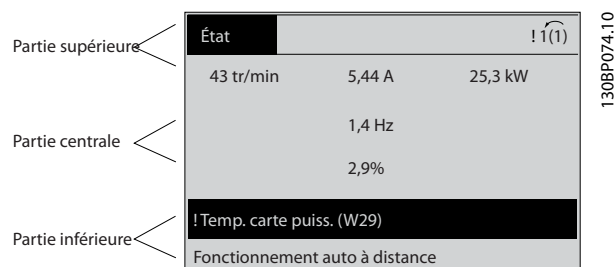 Partie supérieure
État
! 1(1)
43 tr/min 5,44 A 25,3 kW
Partie centrale
1,4 Hz
2,9%
Partie inférieure
! Temp. carte puiss. (W29)
Fonctionnement auto à distance
130BP074.10